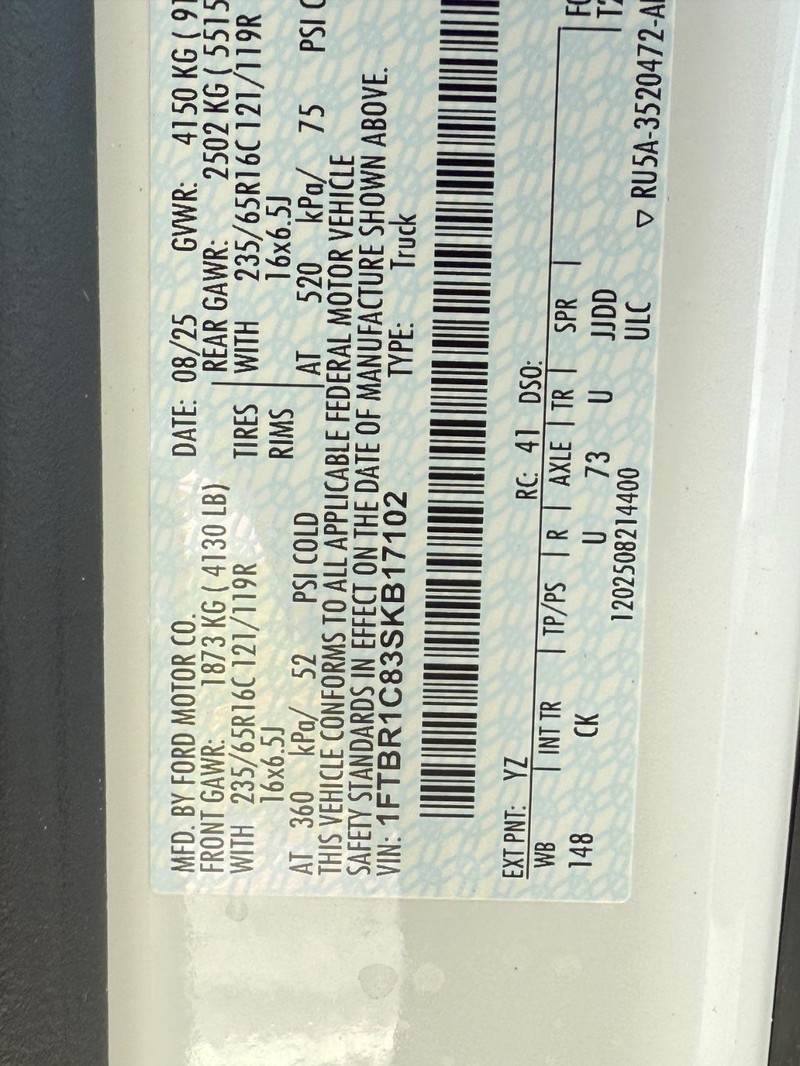 MFD. BY FORD MOTOR CO. DATE: 08/25 GVWR: 4150 KG ( 91
FRONT GAWR: 1873 KG ( 4130 LB) REAR GAWR: 2502 KG ( 5515
WITH 235/65R16C 121/119R TIRES WITH 235/65R16C 121/119R
16x6.5J RIMS 16x6.5J
AT 360 kPa/ 52 PSI COLD AT 520 kPa/ 75 PSI C
THIS VEHICLE CONFORMS TO ALL APPLICABLE FEDERAL MOTOR VEHICLE
SAFETY STANDARDS IN EFFECT ON THE DATE OF MANUFACTURE SHOWN ABOVE.
VIN: 1FTBR1C83SKB17102 TYPE: Truck
EXT PNT: YZ RC: 41 DSO:
WB INT TR TP/PS R AXLE TR SPR
148 CK U 73 U JJDD
1202508214400 ULC
▽ RU5A-3520472-A